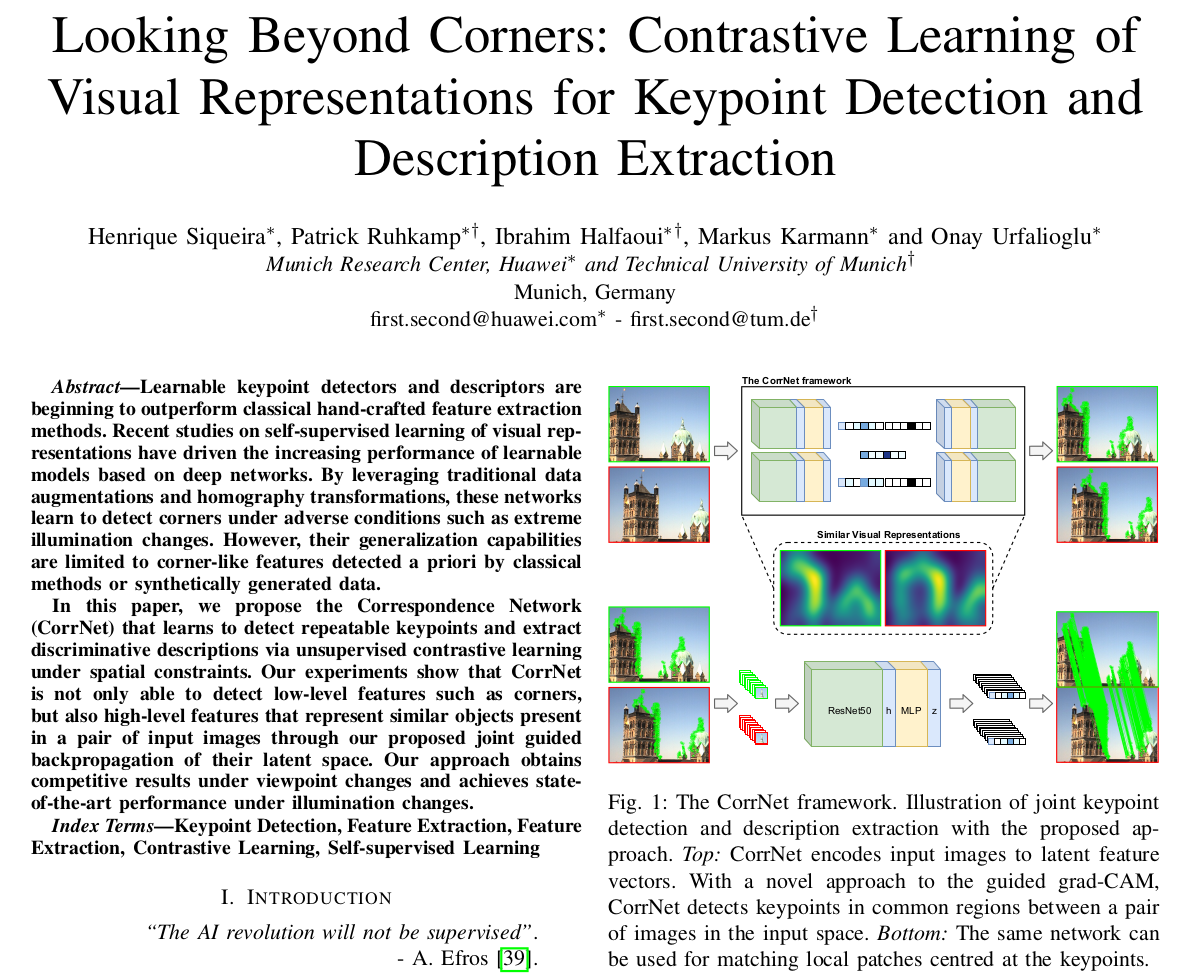 Looking Beyond Corners: Contrastive Learning of
Visual Representations for Keypoint Detection and
Description Extraction
Henrique Siqueira*, Patrick Ruhkamp*†, Ibrahim Halfaoui*†, Markus Karmann* and Onay Urfalioglu*
Munich Research Center, Huawei* and Technical University of Munich†
Munich, Germany
first.second@huawei.com* - first.second@tum.de†
Abstract—Learnable keypoint detectors and descriptors are
beginning to outperform classical hand-crafted feature extraction
methods. Recent studies on self-supervised learning of visual rep-
resentations have driven the increasing performance of learnable
models based on deep networks. By leveraging traditional data
augmentations and homography transformations, these networks
learn to detect corners under adverse conditions such as extreme
illumination changes. However, their generalization capabilities
are limited to corner-like features detected a priori by classical
methods or synthetically generated data.
In this paper, we propose the Correspondence Network
(CorrNet) that learns to detect repeatable keypoints and extract
discriminative descriptions via unsupervised contrastive learning
under spatial constraints. Our experiments show that CorrNet
is not only able to detect low-level features such as corners,
but also high-level features that represent similar objects present
in a pair of input images through our proposed joint guided
backpropagation of their latent space. Our approach obtains
competitive results under viewpoint changes and achieves state-
of-the-art performance under illumination changes.
Index Terms—Keypoint Detection, Feature Extraction, Feature
Extraction, Contrastive Learning, Self-supervised Learning
I. INTRODUCTION
“The AI revolution will not be supervised”.
- A. Efros [39].
The CorrNet framework
Similar Visual Representations
ResNet50 h MLP z
Fig. 1: The CorrNet framework. Illustration of joint keypoint
detection and description extraction with the proposed ap-
proach. Top: CorrNet encodes input images to latent feature
vectors. With a novel approach to the guided grad-CAM,
CorrNet detects keypoints in common regions between a pair
of images in the input space. Bottom: The same network can
be used for matching local patches centred at the keypoints.